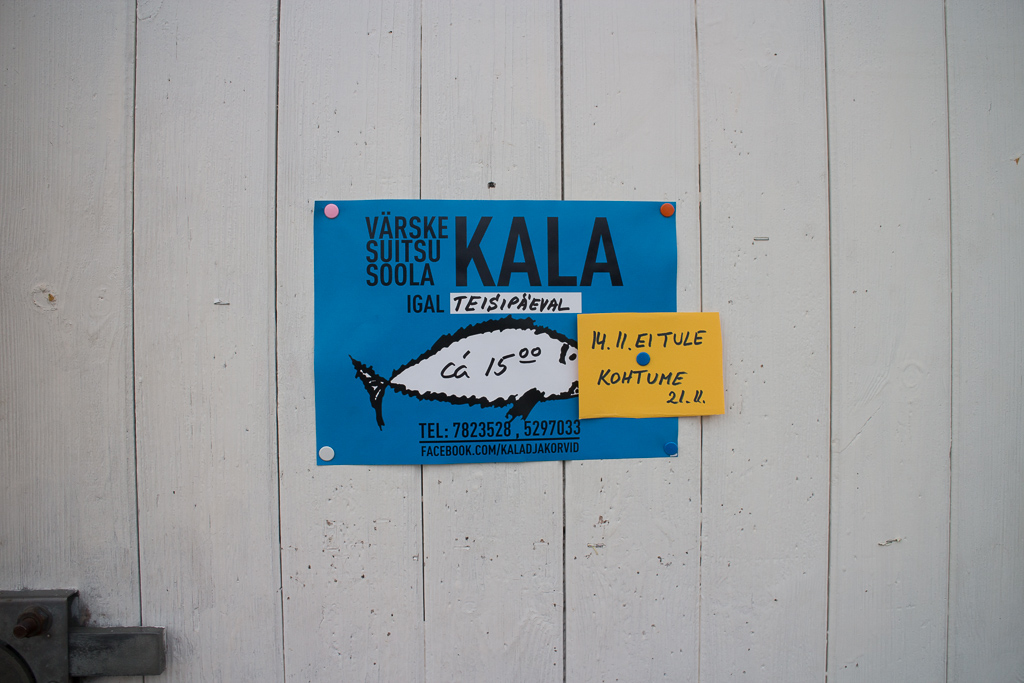 VÄRSKE
SUITSU
SOOLA
KALA
IGAL TEISIPÄEVAL
cá 15⁰⁰
TEL: 7823528, 5297033
FACEBOOK.COM/KALADJAKORVID
14.11. EI TULE
KOHTUME
21.11.